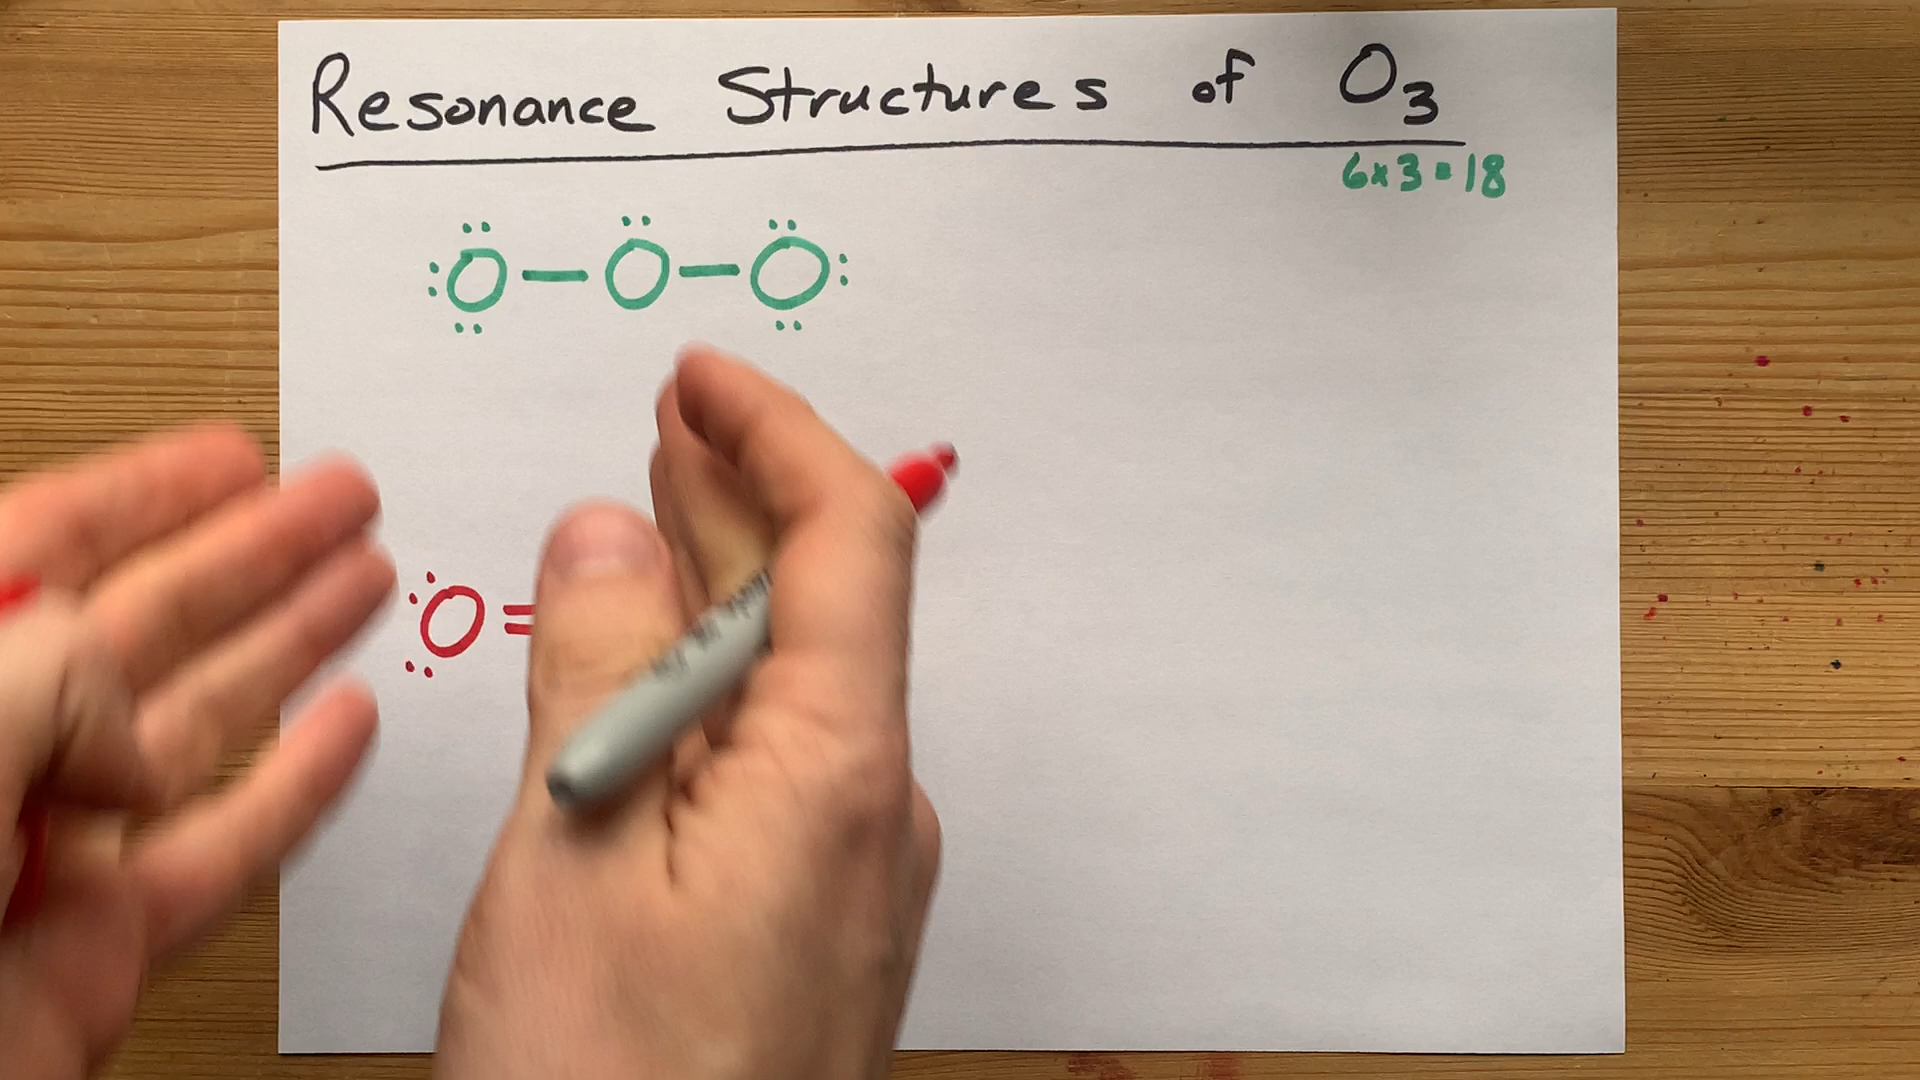 Resonance Structures of O₃
6x3=18
:Ö—Ö—Ö:
:O=